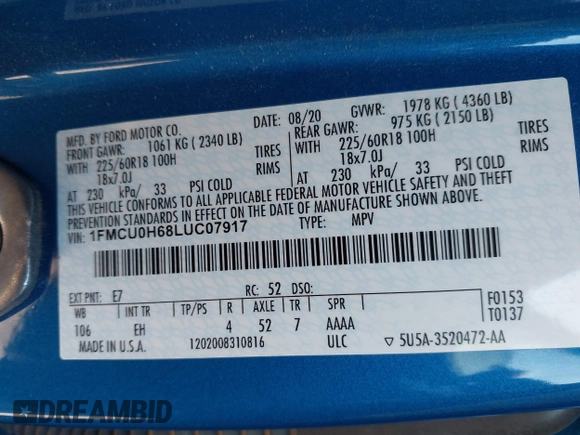 MFD. BY FORD MOTOR CO.
DATE: 08/20 GVWR: 1978 KG ( 4360 LB)
FRONT GAWR: 1061 KG ( 2340 LB) REAR GAWR: 975 KG ( 2150 LB)
WITH 225/60R18 100H TIRES WITH 225/60R18 100H TIRES
18x7.0J RIMS 18x7.0J RIMS
AT 230 kPa/ 33 PSI COLD AT 230 kPa/ 33 PSI COLD
THIS VEHICLE CONFORMS TO ALL APPLICABLE FEDERAL MOTOR VEHICLE SAFETY AND THEFT
PREVENTION STANDARDS IN EFFECT ON THE DATE OF MANUFACTURE SHOWN ABOVE.
VIN: 1FMCU0H68LUC07917 TYPE: MPV
EXT PNT: E7 RC: 52 DSO: F0153
WB INT TR TP/PS R AXLE TR SPR T0137
106 EH 4 52 7 AAAA
MADE IN U.S.A. 1202008310816 ULC ▽ 5U5A-3520472-AA
DREAMBID